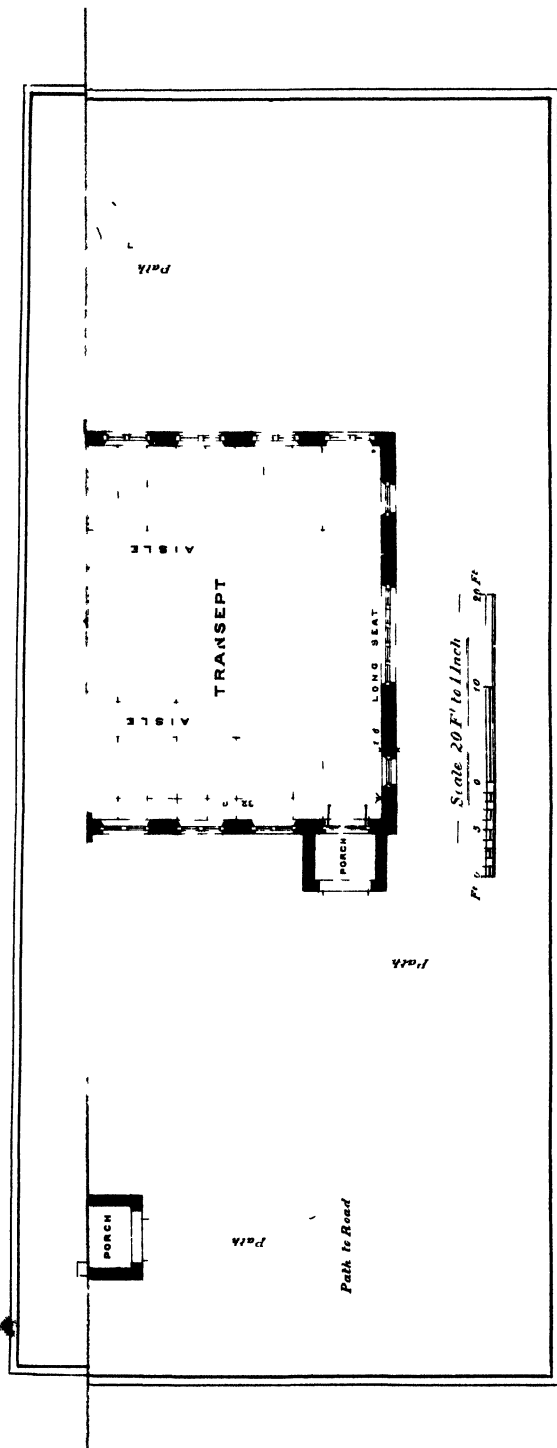 Path
AISLE
TRANSEPT
AISLE
LONG SEAT
PORCH
Scale 20 Ft to 1 Inch
Ft 5 0 10 20 Ft
Path
PORCH
Path
Path to Road